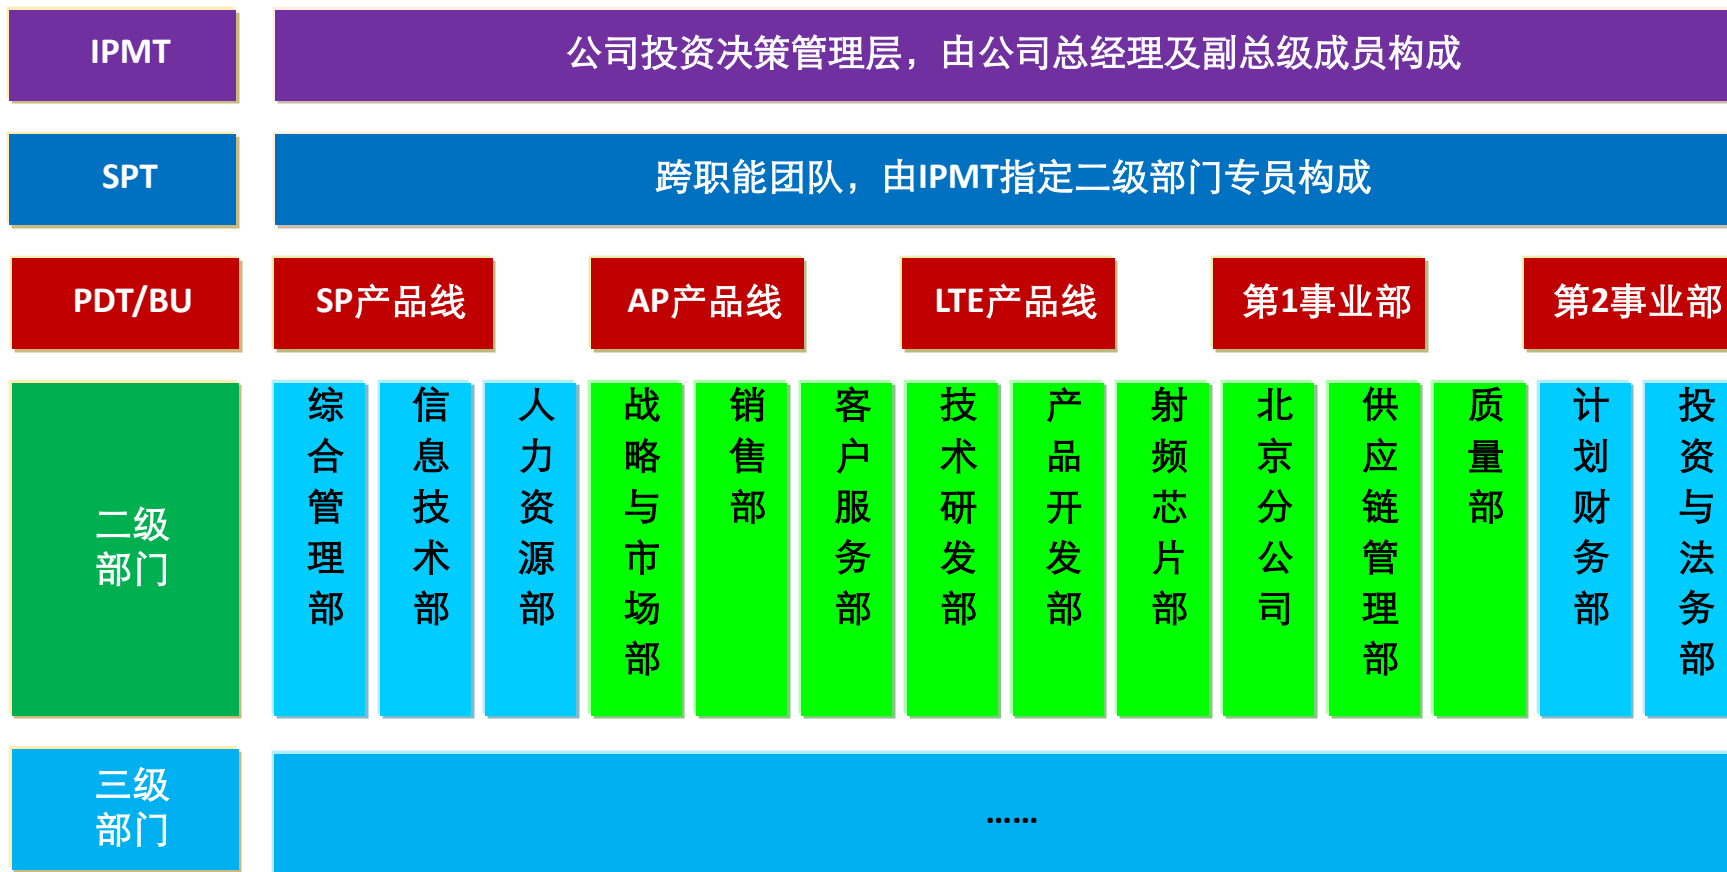 IPMT
公司投资决策管理层，由公司总经理及副总级成员构成
SPT
跨职能团队，由IPMT指定二级部门专员构成
PDT/BU
SP产品线
AP产品线
LTE产品线
第1事业部
第2事业部
二级
部门
综合管理部
信息技术部
人力资源部
战略与市场部
销售部
客户服务部
技术研发部
产品开发部
射频芯片部
北京分公司
供应链管理部
质量部
计划财务部
投资与法务部
三级
部门
……